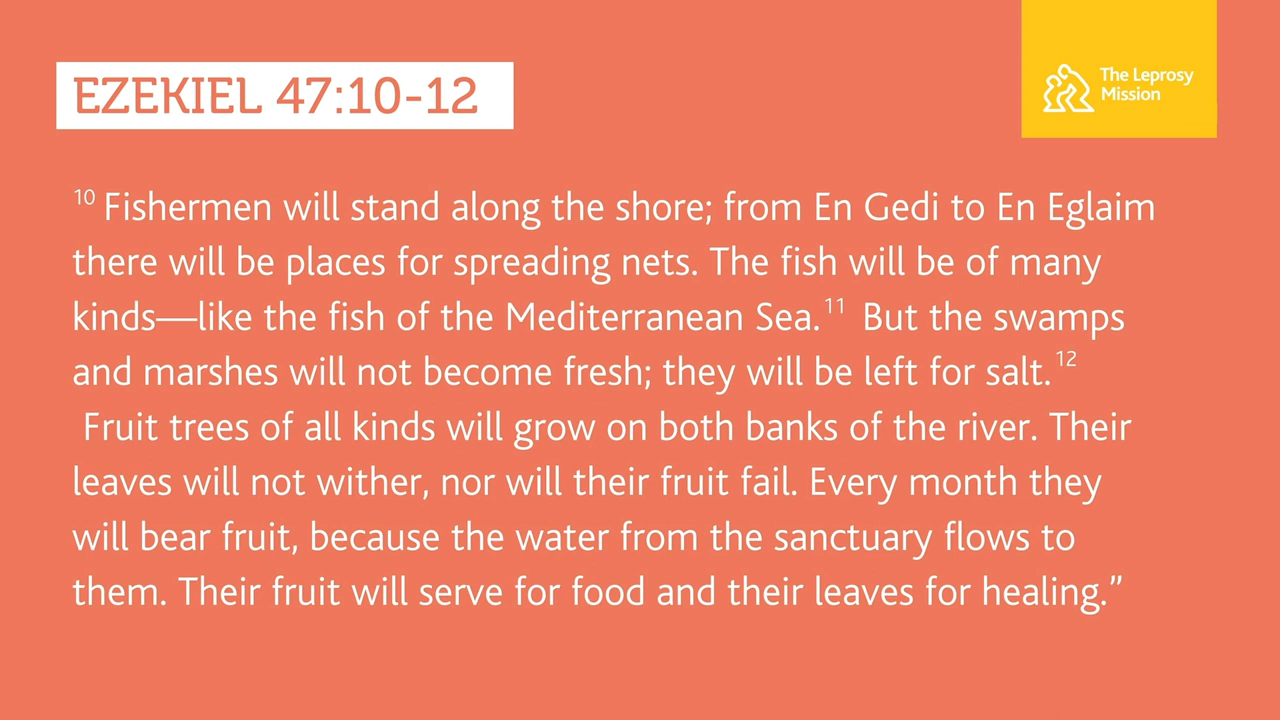 EZEKIEL 47:10-12
The Leprosy
Mission
10 Fishermen will stand along the shore; from En Gedi to En Eglaim
there will be places for spreading nets. The fish will be of many
kinds—like the fish of the Mediterranean Sea. 11 But the swamps
and marshes will not become fresh; they will be left for salt. 12
Fruit trees of all kinds will grow on both banks of the river. Their
leaves will not wither, nor will their fruit fail. Every month they
will bear fruit, because the water from the sanctuary flows to
them. Their fruit will serve for food and their leaves for healing.”